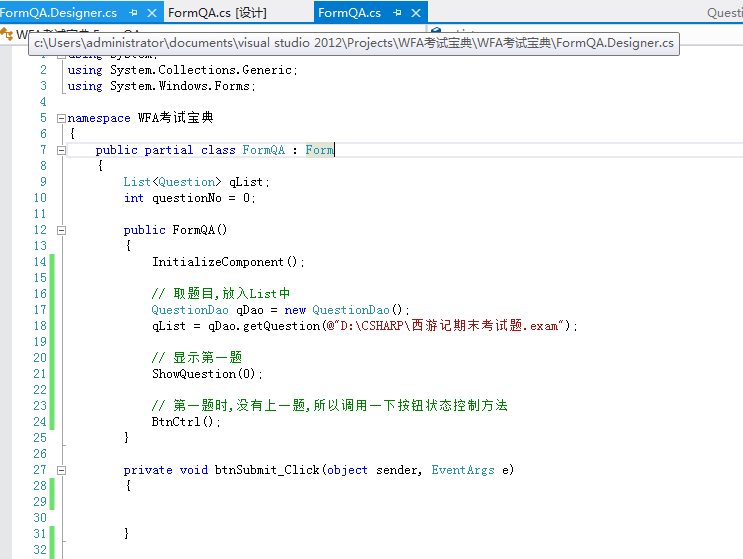 FormQA.Designer.cs FormQA.cs [设计] FormQA.cs Questi
c:\Users\administrator\documents\visual studio 2012\Projects\WFA考试宝典\WFA考试宝典\FormQA.Designer.cs
1 using System;
2 using System.Collections.Generic;
3 using System.Windows.Forms;
4
5 namespace WFA考试宝典
6 {
7 public partial class FormQA : Form
8 {
9 List<Question> qList;
10 int questionNo = 0;
11
12 public FormQA()
13 {
14 InitializeComponent();
15
16 // 取题目,放入List中
17 QuestionDao qDao = new QuestionDao();
18 qList = qDao.getQuestion(@"D:\CSHARP\西游记期末考试题.exam");
19
20 // 显示第一题
21 ShowQuestion(0);
22
23 // 第一题时,没有上一题,所以调用一下按钮状态控制方法
24 BtnCtrl();
25 }
26
27 private void btnSubmit_Click(object sender, EventArgs e)
28 {
29
30
31 }
32